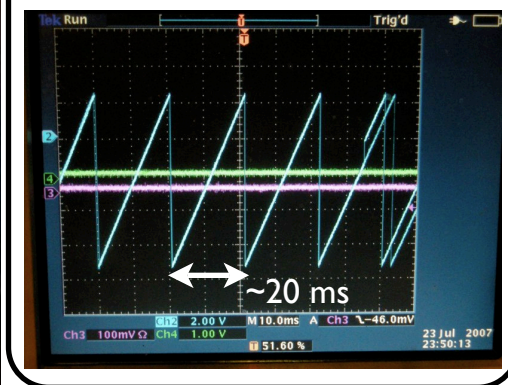 Tek Run Trig'd
T
T
2
4
3
~20 ms
Ch2 2.00 V M 10.0ms A Ch3 -46.0mV
Ch3 100mVΩ Ch4 1.00 V
T 51.60 %
23 Jul 2007
23:50:13